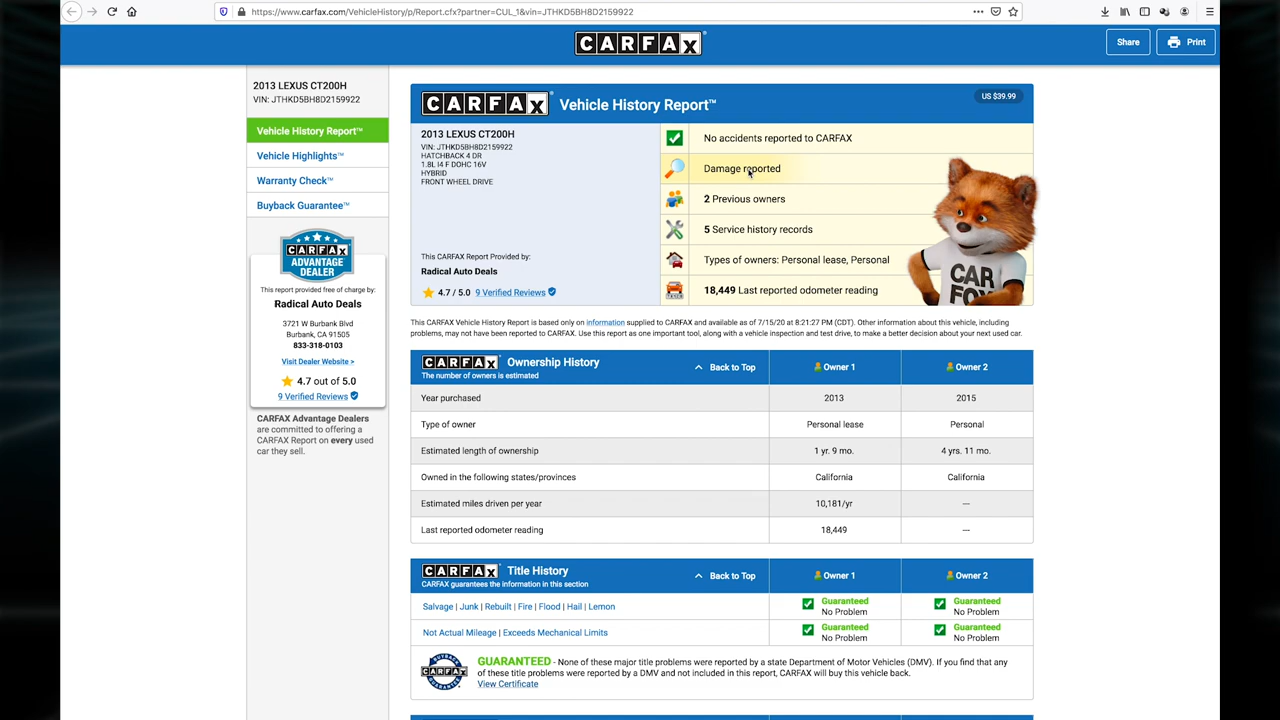 https://www.carfax.com/VehicleHistory/p/Report.cfx?partner=CUL_1&vin=JTHKD5BH8D2159922
CARFAX
Share
Print
2013 LEXUS CT200H
VIN: JTHKD5BH8D2159922
Vehicle History Report™
Vehicle Highlights™
Warranty Check™
Buyback Guarantee™
CARFAX
ADVANTAGE
DEALER
This report provided free of charge by:
Radical Auto Deals
3721 W Burbank Blvd
Burbank, CA 91505
833-318-0103
Visit Dealer Website >
4.7 out of 5.0
9 Verified Reviews
CARFAX Advantage Dealers
are committed to offering a
CARFAX Report on every used
car they sell.
CARFAX Vehicle History Report™
US $39.99
2013 LEXUS CT200H
VIN: JTHKD5BH8D2159922
HATCHBACK 4 DR
1.8L I4 F DOHC 16V
HYBRID
FRONT WHEEL DRIVE
This CARFAX Report Provided by:
Radical Auto Deals
4.7 / 5.0 9 Verified Reviews
No accidents reported to CARFAX
Damage reported
2 Previous owners
5 Service history records
Types of owners: Personal lease, Personal
18,449 Last reported odometer reading
CAR
FOX
This CARFAX Vehicle History Report is based only on information supplied to CARFAX and available as of 7/15/20 at 8:21:27 PM (CDT). Other information about this vehicle, including
problems, may not have been reported to CARFAX. Use this report as one important tool, along with a vehicle inspection and test drive, to make a better decision about your next used car.
CARFAX Ownership History
The number of owners is estimated
Back to Top
Owner 1
Owner 2
Year purchased 2013 2015
Type of owner Personal lease Personal
Estimated length of ownership 1 yr. 9 mo. 4 yrs. 11 mo.
Owned in the following states/provinces California California
Estimated miles driven per year 10,181/yr ---
Last reported odometer reading 18,449 ---
CARFAX Title History
CARFAX guarantees the information in this section
Back to Top
Owner 1
Owner 2
Salvage | Junk | Rebuilt | Fire | Flood | Hail | Lemon
Guaranteed
No Problem
Guaranteed
No Problem
Not Actual Mileage | Exceeds Mechanical Limits
Guaranteed
No Problem
Guaranteed
No Problem
CARFAX
GUARANTEED - None of these major title problems were reported by a state Department of Motor Vehicles (DMV). If you find that any
of these title problems were reported by a DMV and not included in this report, CARFAX will buy this vehicle back.
View Certificate